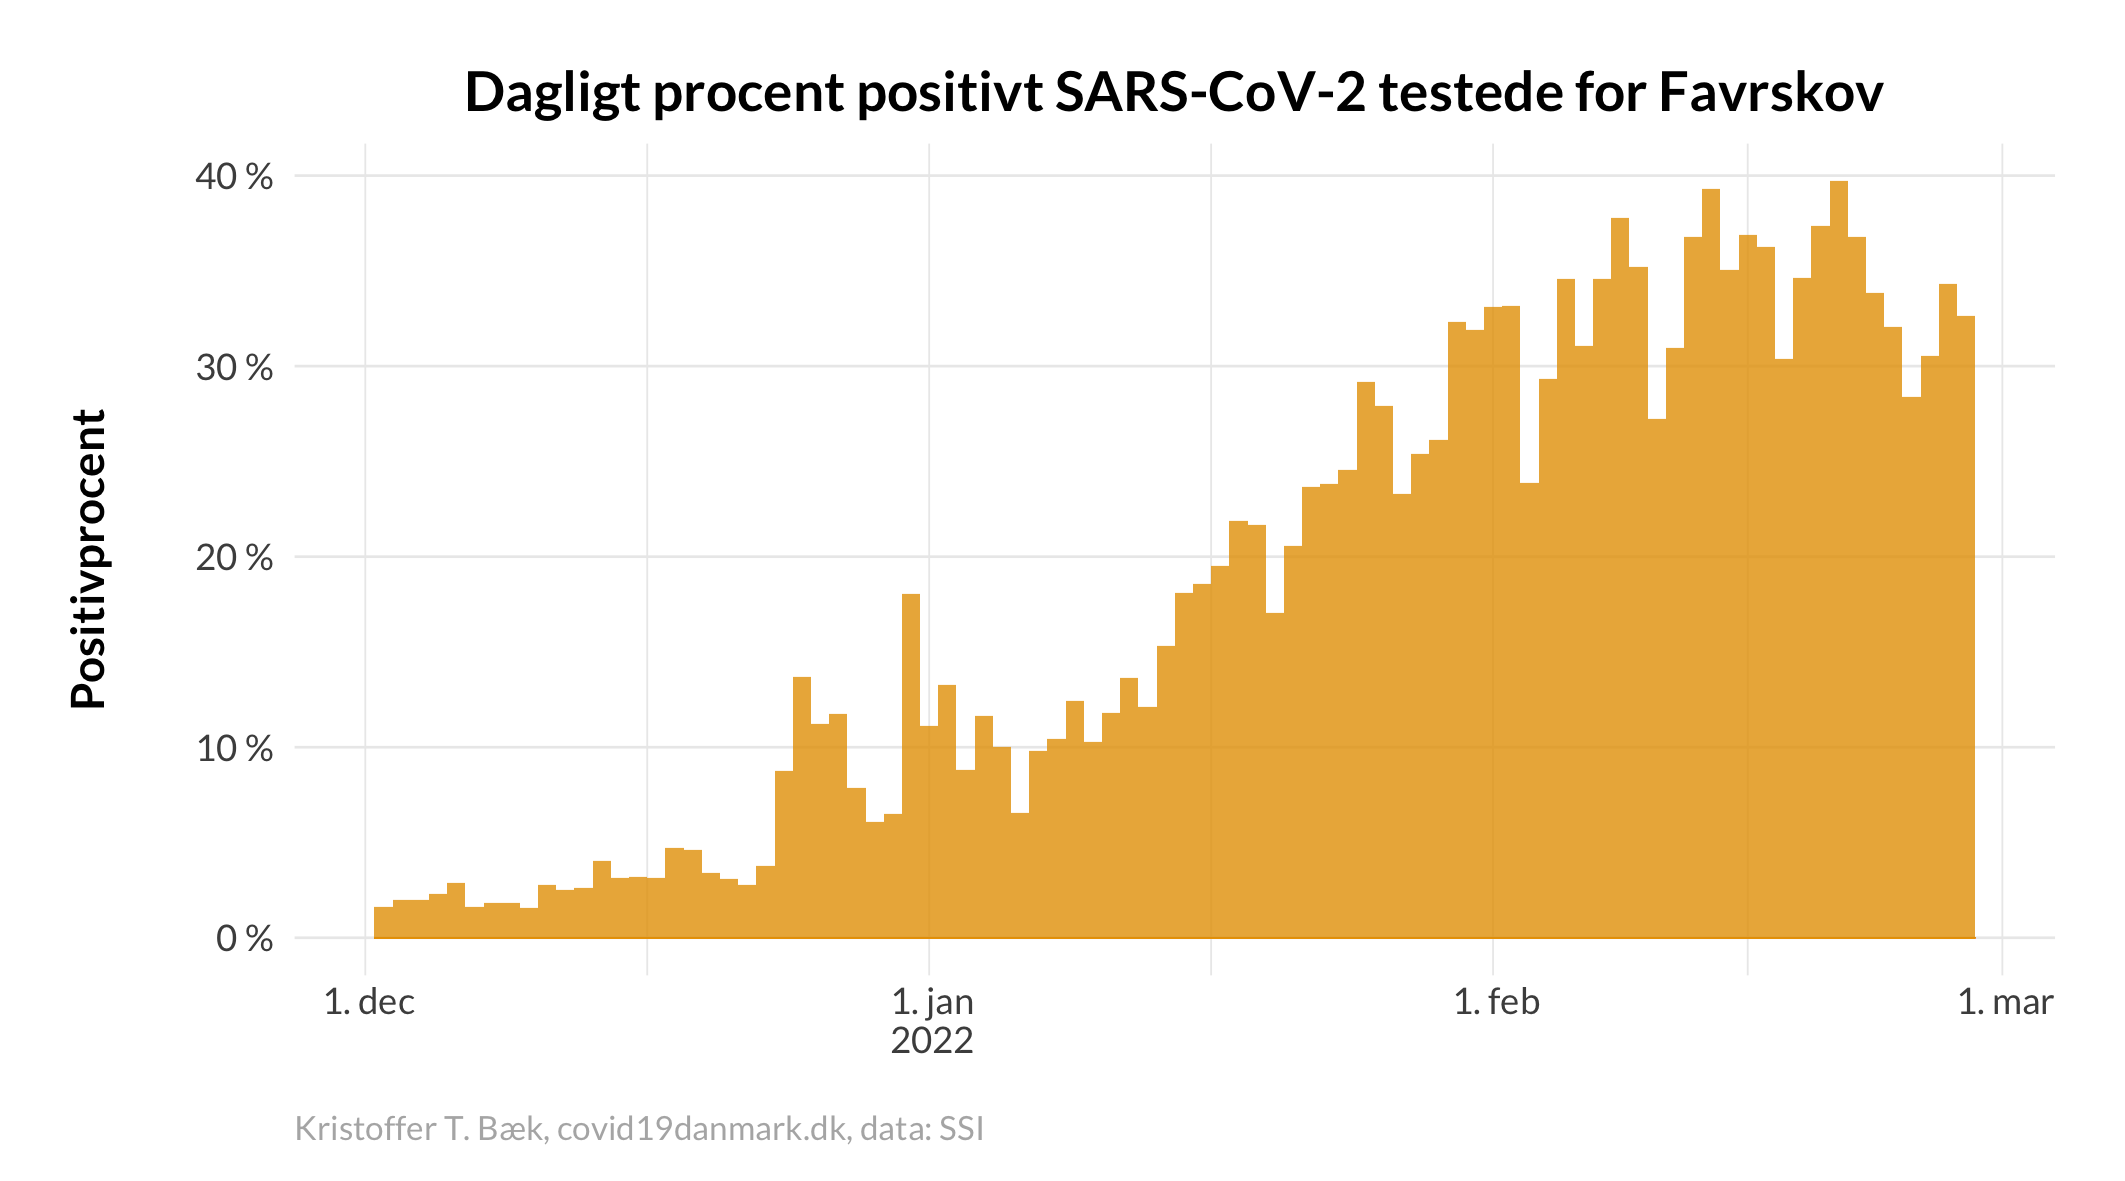 Dagligt procent positivt SARS-CoV-2 testede for Favrskov
Positivprocent
40 %
30 %
20 %
10 %
0 %
1. dec
1. jan
2022
1. feb
1. mar
Kristoffer T. Bæk, covid19danmark.dk, data: SSI